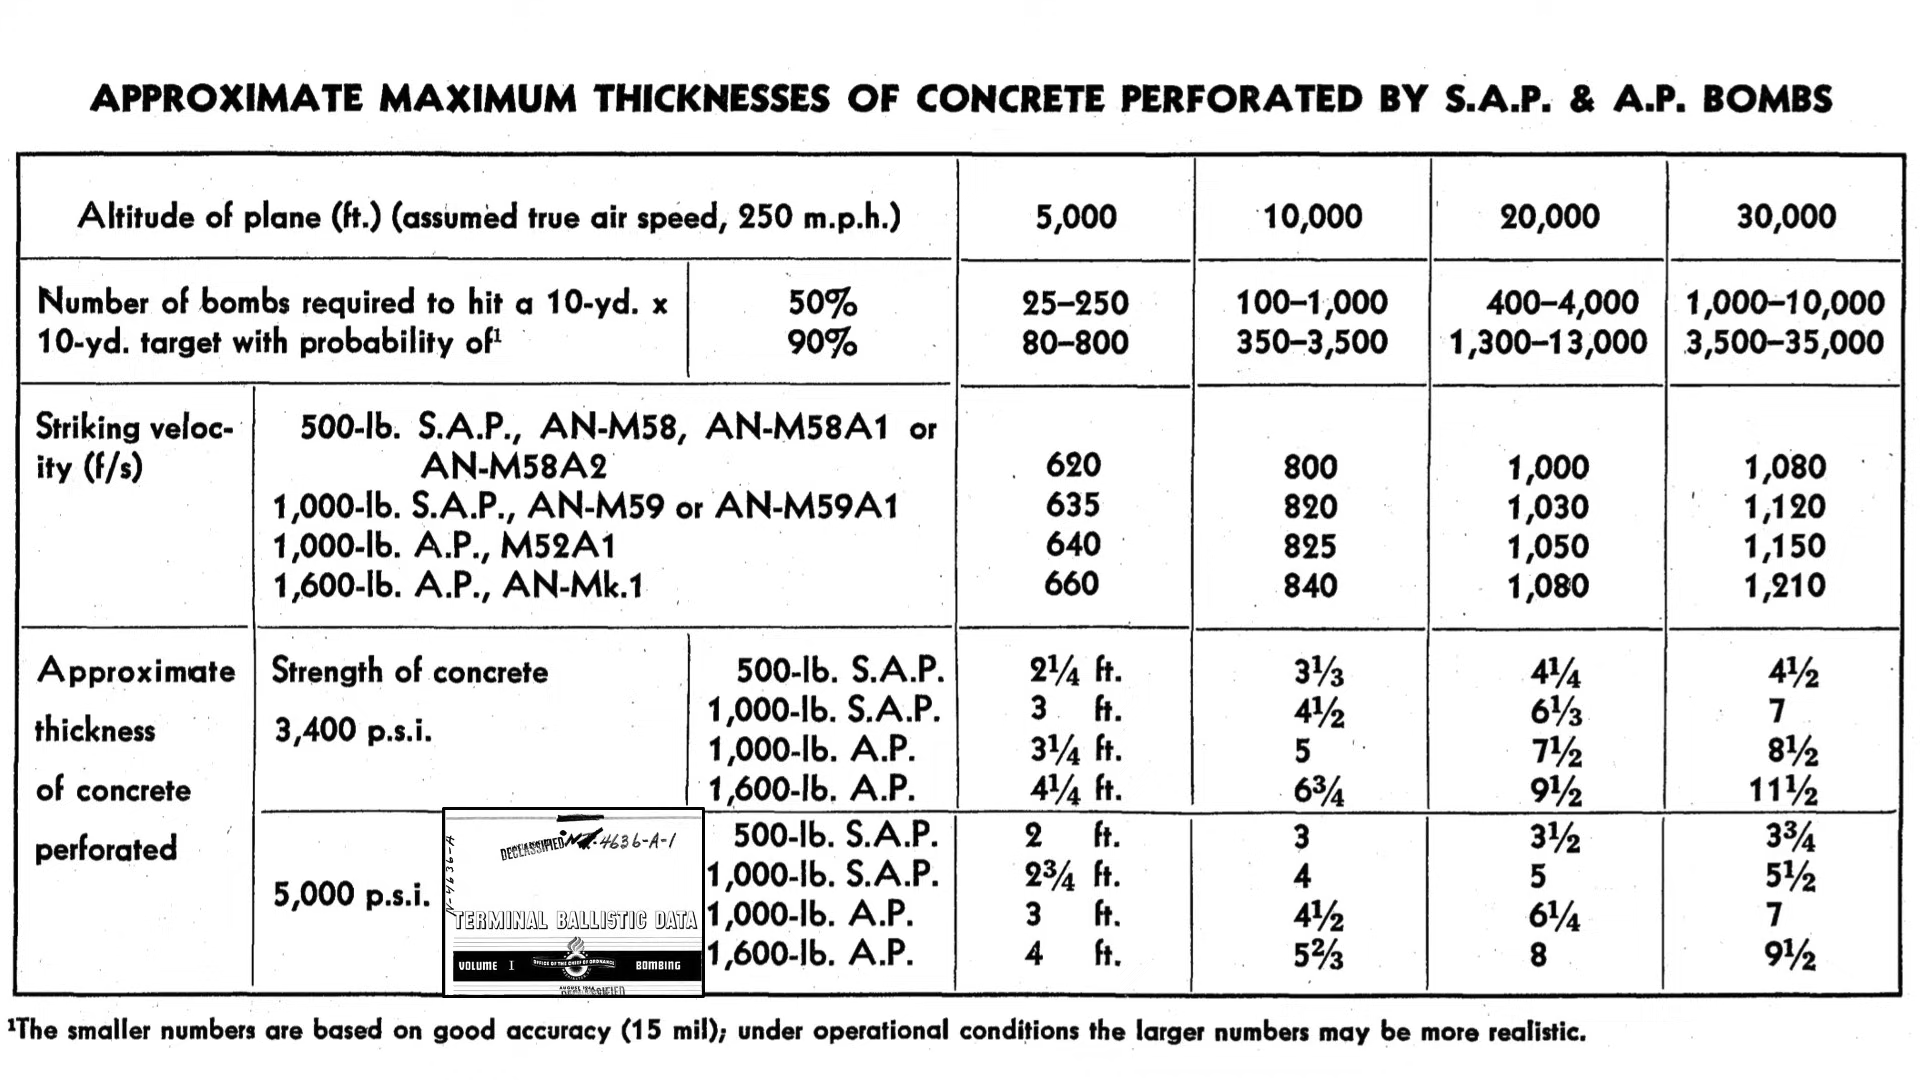 APPROXIMATE MAXIMUM THICKNESSES OF CONCRETE PERFORATED BY S.A.P. & A.P. BOMBS
Altitude of plane (ft.) (assumed true air speed, 250 m.p.h.) 5,000 10,000 20,000 30,000
Number of bombs required to hit a 10-yd. x 50% 25–250 100–1,000 400–4,000 1,000–10,000
10-yd. target with probability of¹ 90% 80–800 350–3,500 1,300–13,000 3,500–35,000
Striking veloc- 500-lb. S.A.P., AN-M58, AN-M58A1 or
ity (f/s) AN-M58A2 620 800 1,000 1,080
1,000-lb. S.A.P., AN-M59 or AN-M59A1 635 820 1,030 1,120
1,000-lb. A.P., M52A1 640 825 1,050 1,150
1,600-lb. A.P., AN-Mk.1 660 840 1,080 1,210
Approximate Strength of concrete 500-lb. S.A.P. 2¼ ft. 3⅓ 4¼ 4½
1,000-lb. S.A.P. 3 ft. 4½ 6⅓ 7
thickness 3,400 p.s.i.
1,000-lb. A.P. 3¼ ft. 5 7½ 8½
of concrete 1,600-lb. A.P. 4¼ ft. 6¾ 9½ 11½
perforated 500-lb. S.A.P. 2 ft. 3 3½ 3¾
1,000-lb. S.A.P. 2¾ ft. 4 5 5½
5,000 p.s.i.
1,000-lb. A.P. 3 ft. 4½ 6¼ 7
1,600-lb. A.P. 4 ft. 5⅔ 8 9½
DECLASSIFIED
4636-A-1
N-4636-A
TERMINAL BALLISTIC DATA
VOLUME I
OFFICE OF THE CHIEF OF ORDNANCE
BOMBING
AUGUST 1944
DECLASSIFIED
¹The smaller numbers are based on good accuracy (15 mil); under operational conditions the larger numbers may be more realistic.